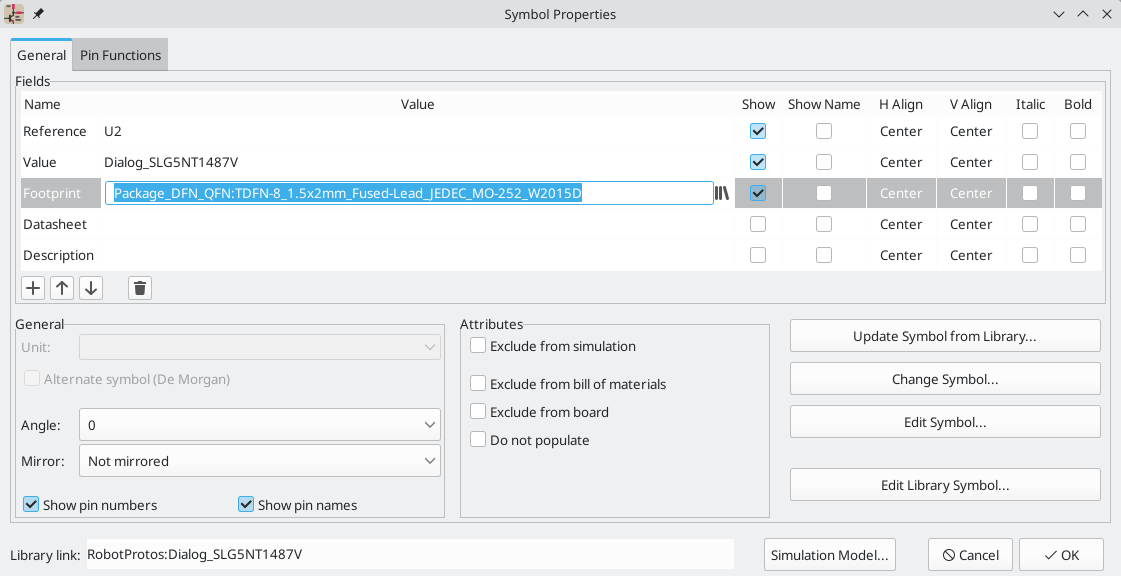 Symbol Properties
General Pin Functions
Fields
Name Value Show Show Name H Align V Align Italic Bold
Reference U2 Center Center
Value Dialog_SLG5NT1487V Center Center
Footprint Package_DFN_QFN:TDFN-8_1.5x2mm_Fused-Lead_JEDEC_MO-252_W2015D Center Center
Datasheet Center Center
Description Center Center
General
Unit:
Alternate symbol (De Morgan)
Angle: 0
Mirror: Not mirrored
Show pin numbers Show pin names
Attributes
Exclude from simulation
Exclude from bill of materials
Exclude from board
Do not populate
Update Symbol from Library...
Change Symbol...
Edit Symbol...
Edit Library Symbol...
Library link: RobotProtos:Dialog_SLG5NT1487V
Simulation Model... Cancel OK